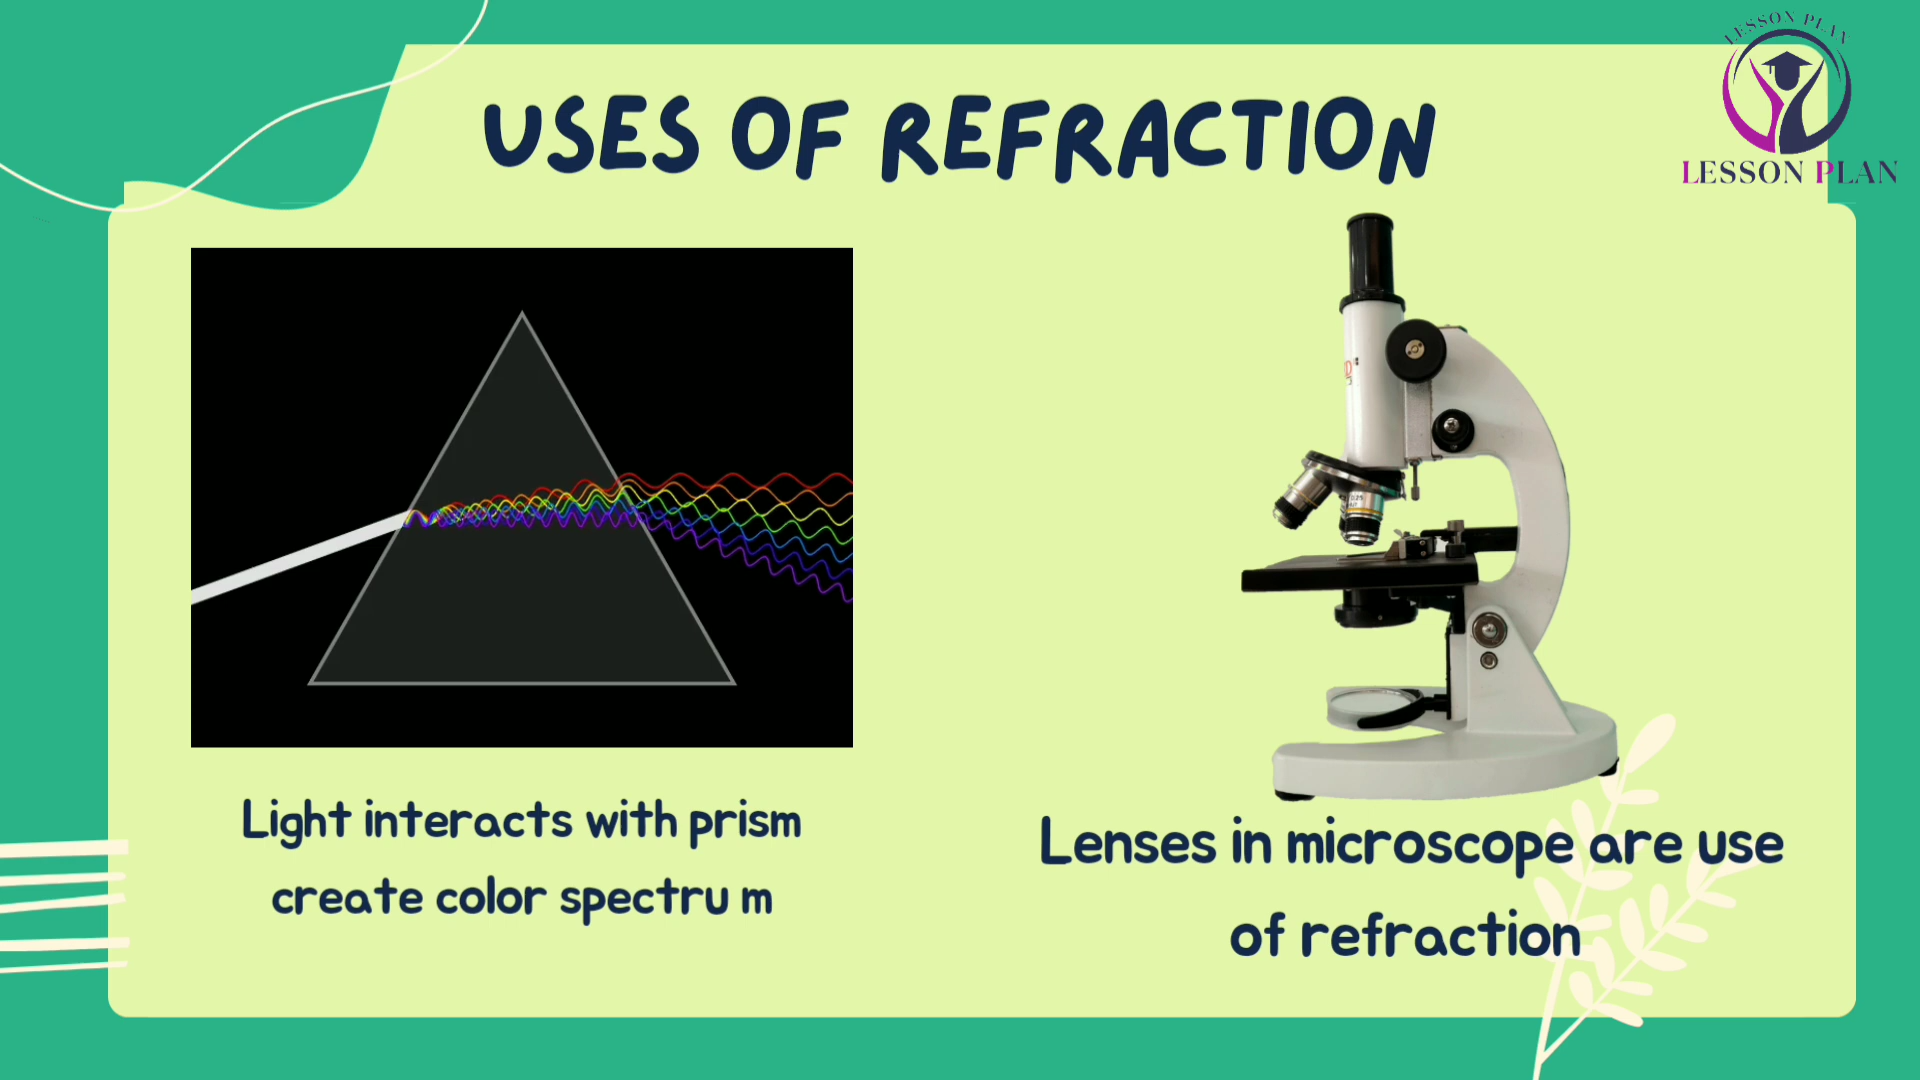 LESSON PLAN
USES OF REFRACTION
LESSON PLAN
Light interacts with prism
create color spectru m
Lenses in microscope are use
of refraction